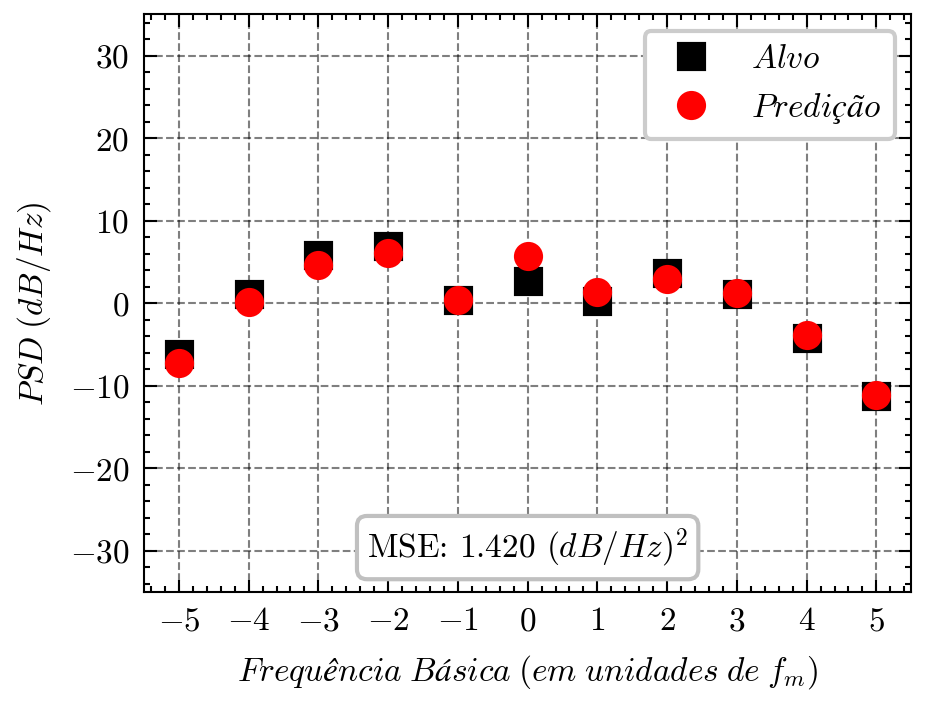 Alvo
Predição
30
20
10
0
−10
−20
−30
PSD (dB/Hz)
MSE: 1.420 (dB/Hz)²
−5 −4 −3 −2 −1 0 1 2 3 4 5
Frequência Básica (em unidades de fₘ)